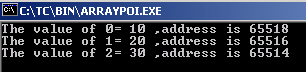 C:\TC\BIN\ARRAYPOI.EXE
The value of 0= 10 ,address is 65518
The value of 1= 20 ,address is 65516
The value of 2= 30 ,address is 65514